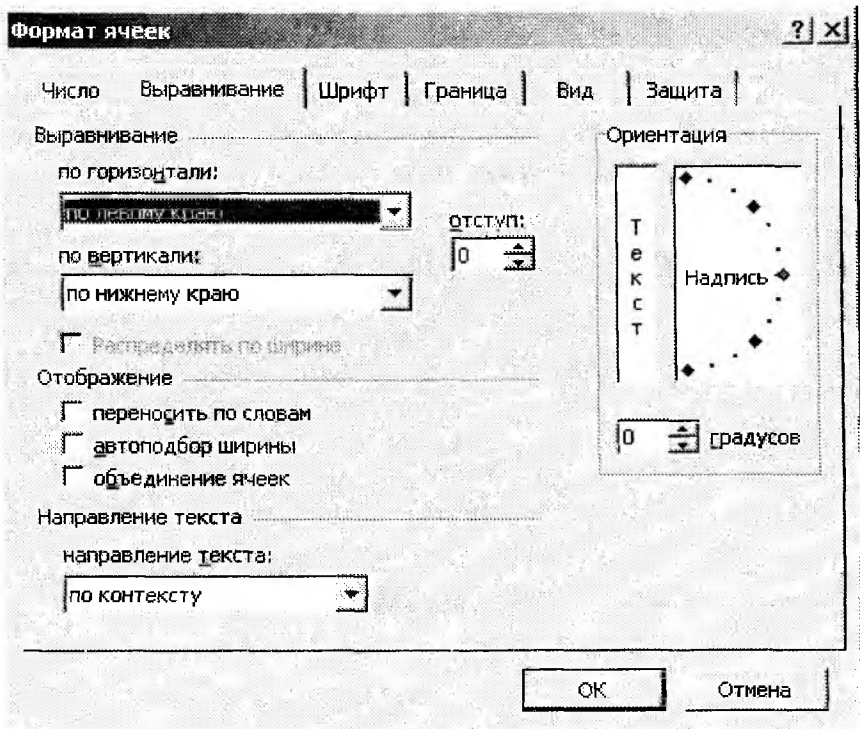 Формат ячеек
Число Выравнивание Шрифт Граница Вид Защита
Выравнивание
по горизонтали:
по левому краю
отступ:
0
по вертикали:
по нижнему краю
Распределять по ширине
Отображение
переносить по словам
автоподбор ширины
объединение ячеек
Направление текста
направление текста:
по контексту
Ориентация
Текст
Надпись
0 градусов
ОК Отмена